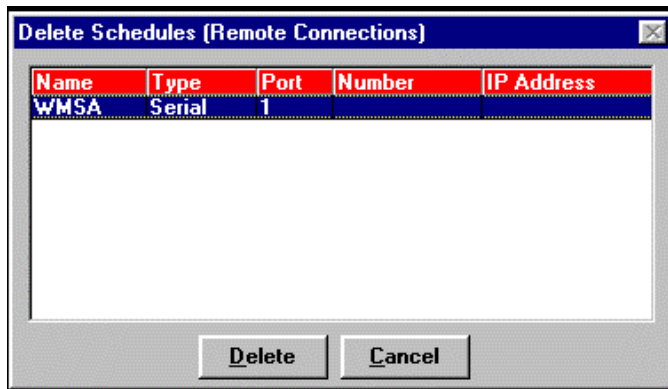 Delete Schedules (Remote Connections)
Name Type Port Number IP Address
WMSA Serial 1
Delete Cancel